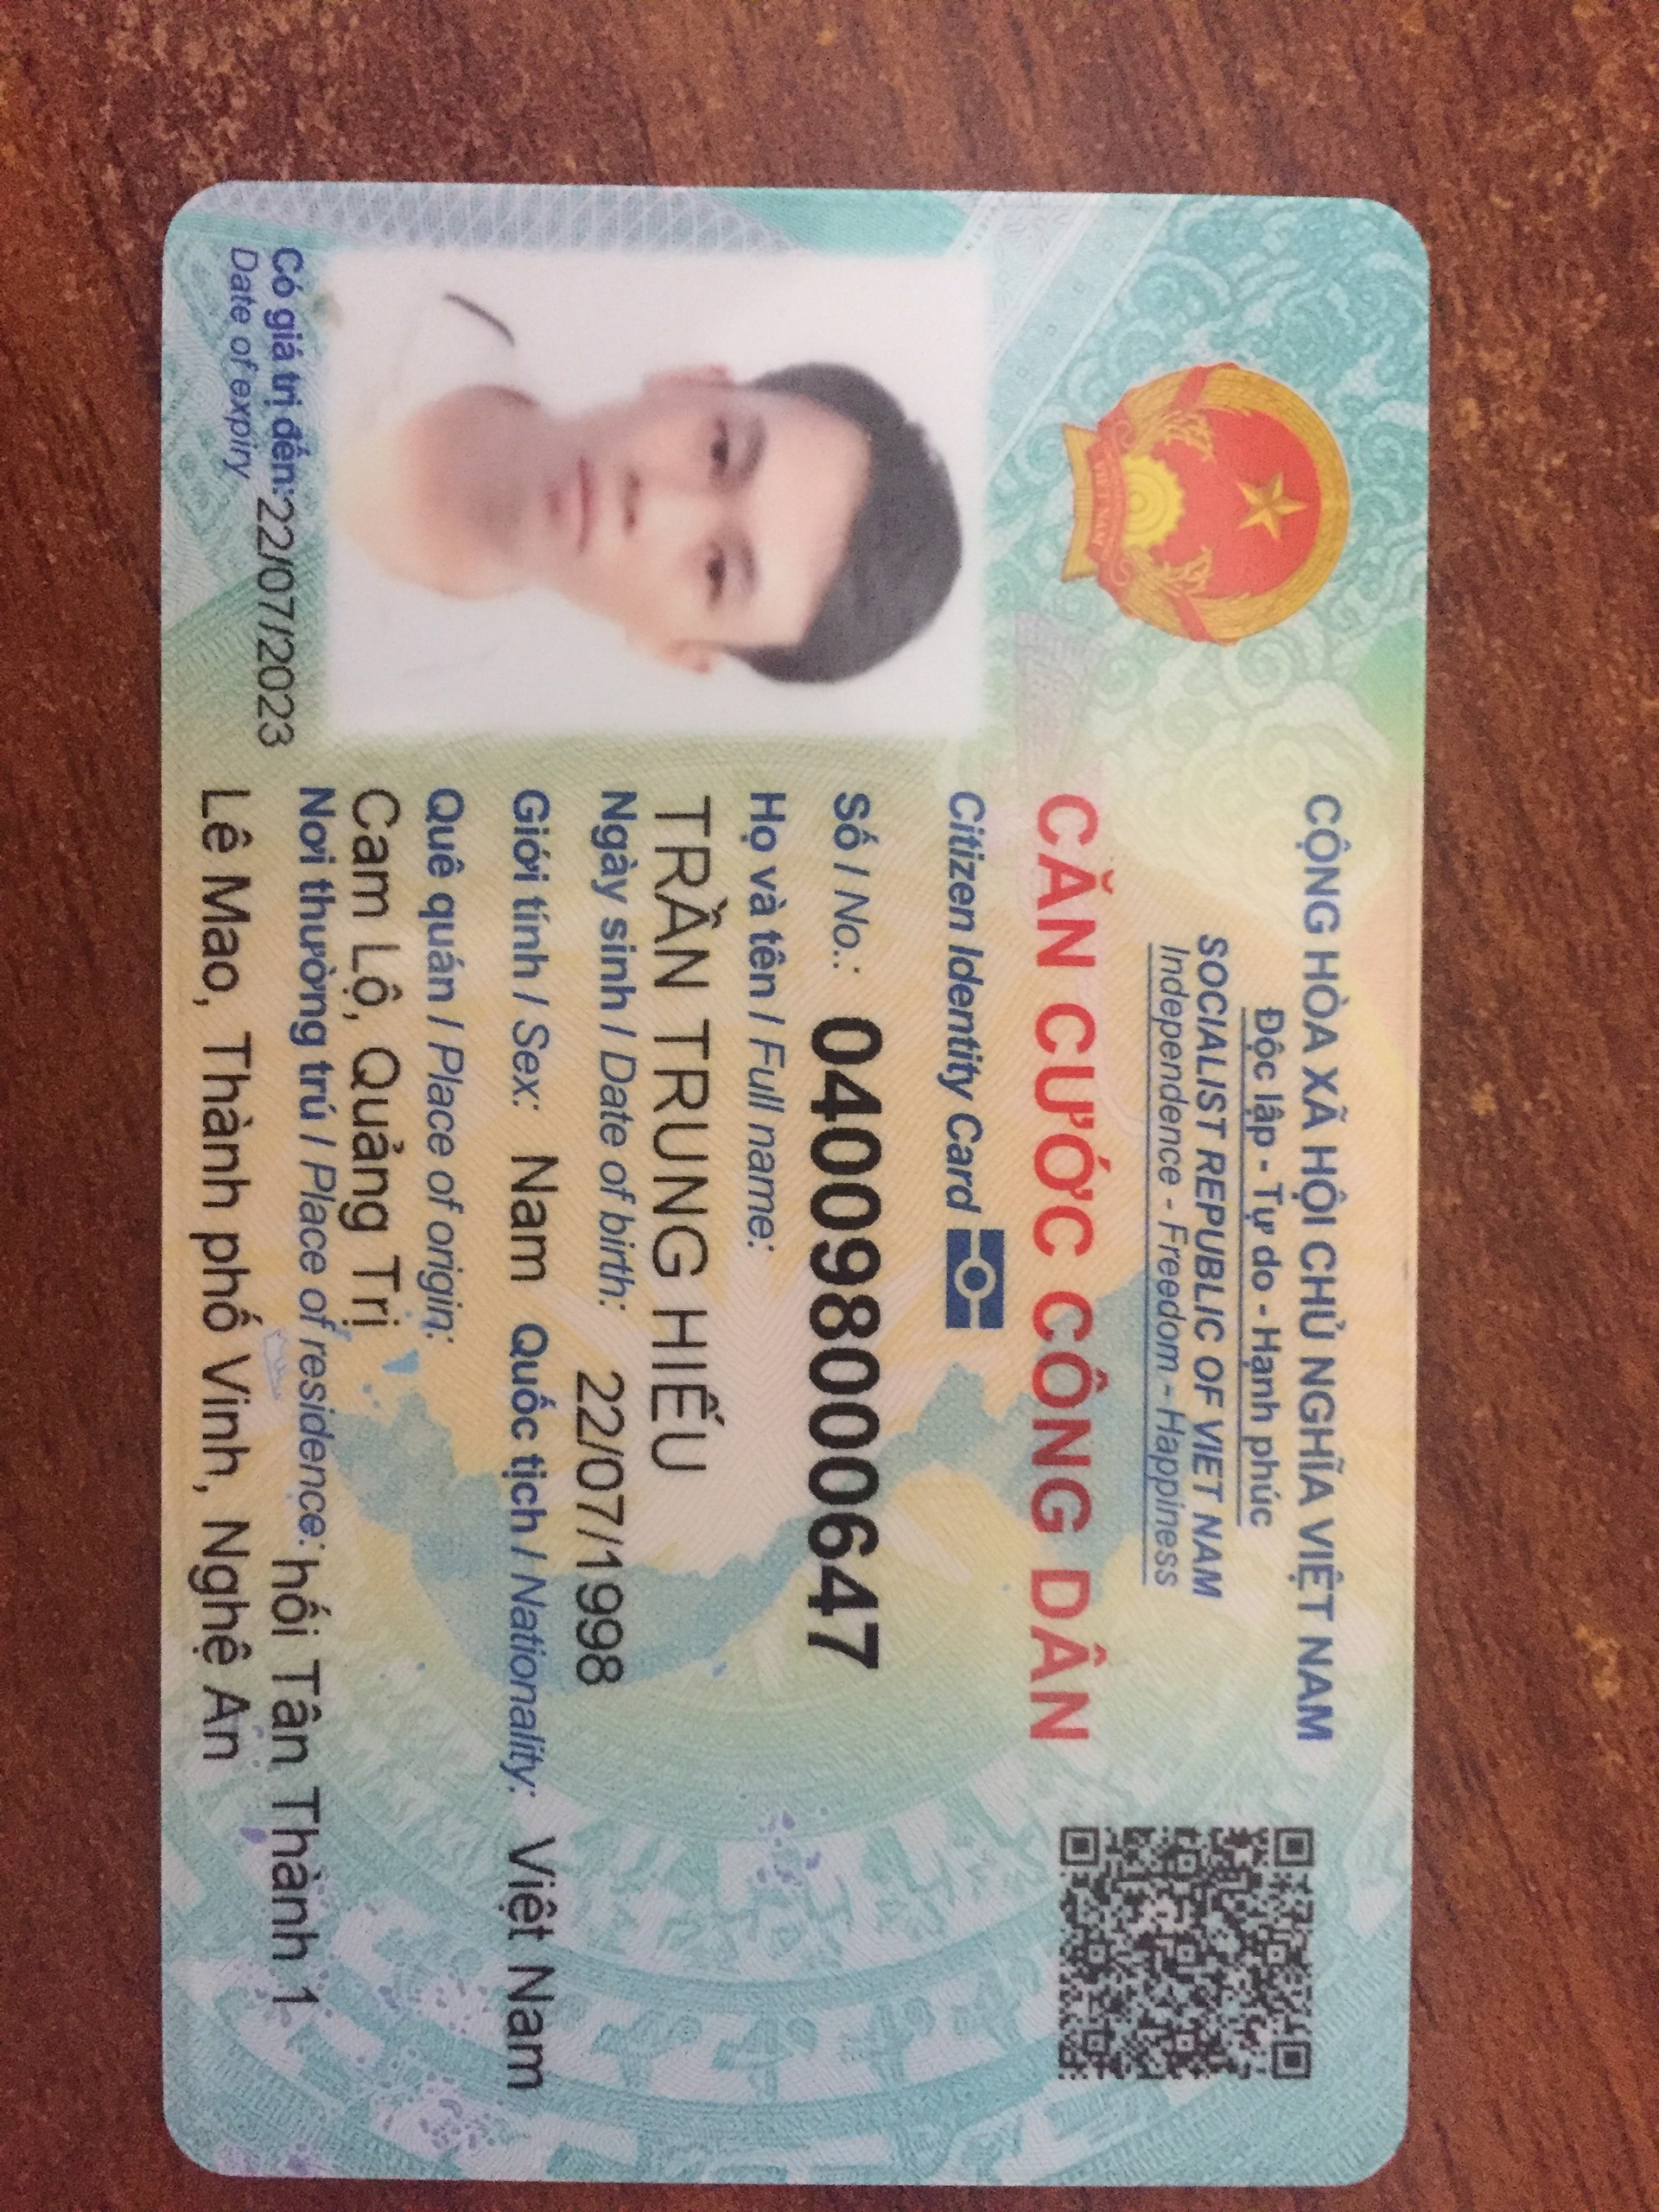 CỘNG HÒA XÃ HỘI CHỦ NGHĨA VIỆT NAM
Độc lập - Tự do - Hạnh phúc
SOCIALIST REPUBLIC OF VIET NAM
Independence - Freedom - Happiness
CĂN CƯỚC CÔNG DÂN
Citizen Identity Card
Số / No.: 040098000647
Họ và tên / Full name:
TRẦN TRUNG HIẾU
Ngày sinh / Date of birth: 22/07/1998
Giới tính / Sex: Nam Quốc tịch / Nationality: Việt Nam
Quê quán / Place of origin:
Cam Lộ, Quảng Trị
Nơi thường trú / Place of residence: hối Tân Thành 1
Lê Mao, Thành phố Vinh, Nghệ An
Có giá trị đến: 22/07/2023
Date of expiry
VIỆT NAM